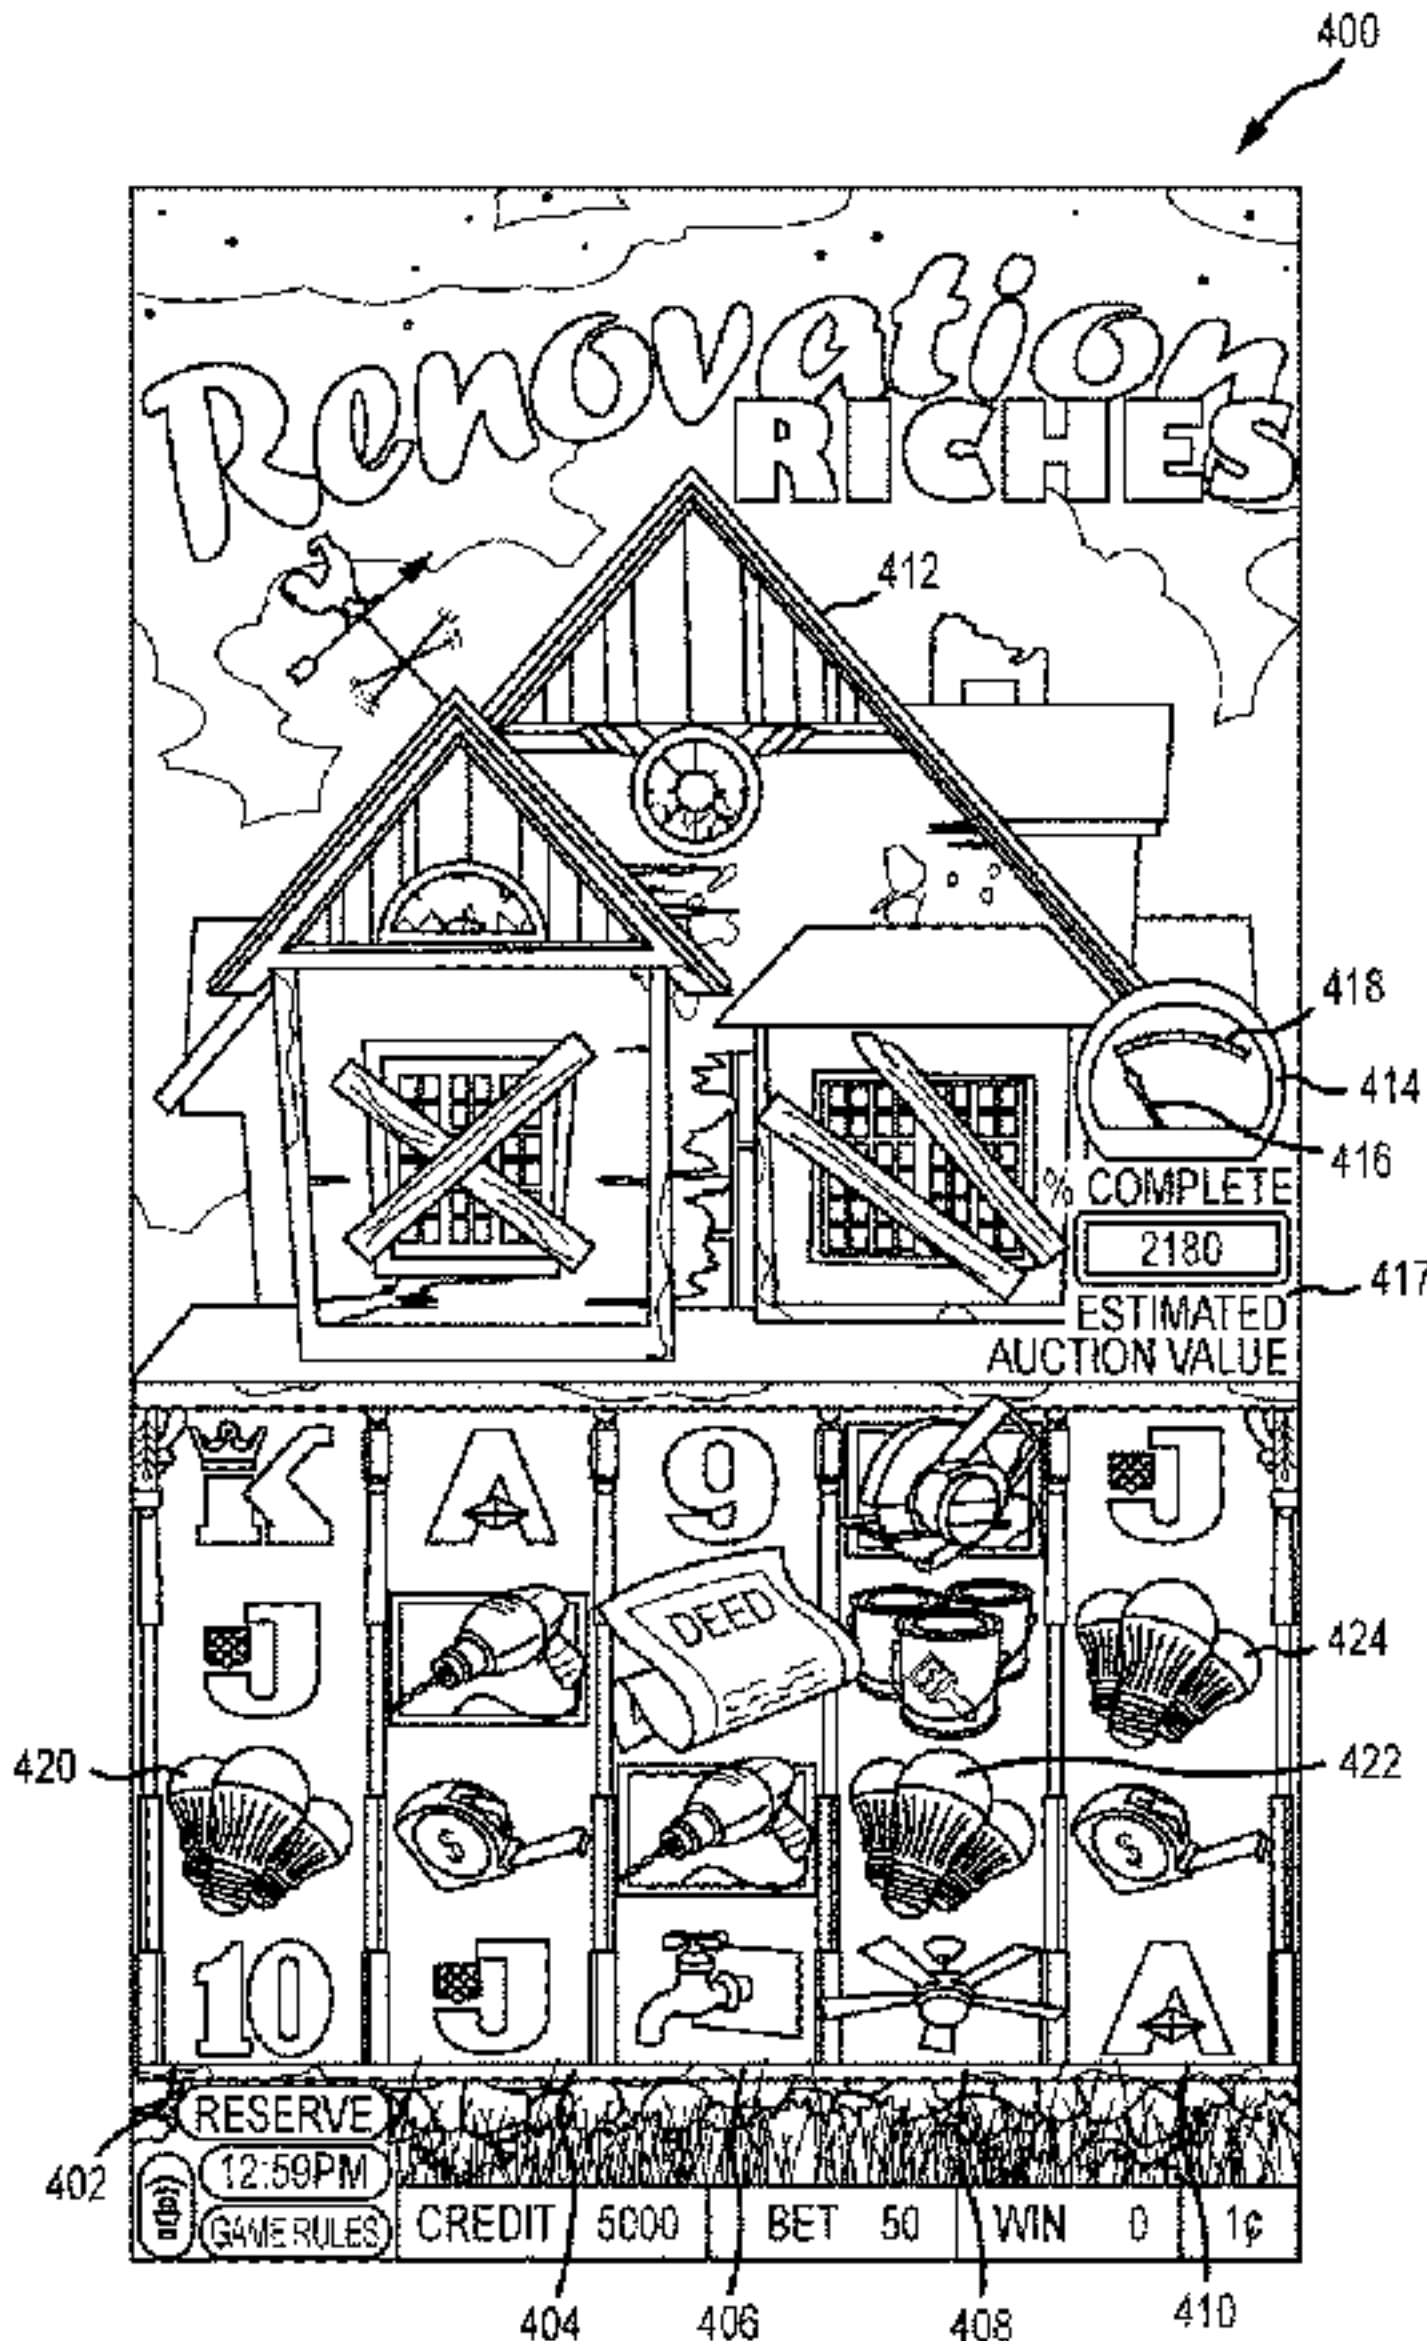 400
Renovation
RICHES
412
418
414
416
% COMPLETE
2180
417
ESTIMATED
AUCTION VALUE
K A 9 J
J DEED
424
420
$ $
422
10 J A
RESERVE
402
12:59PM
GAME RULES
CREDIT 5000 BET 50 WIN 0 1¢
404 406 408 410